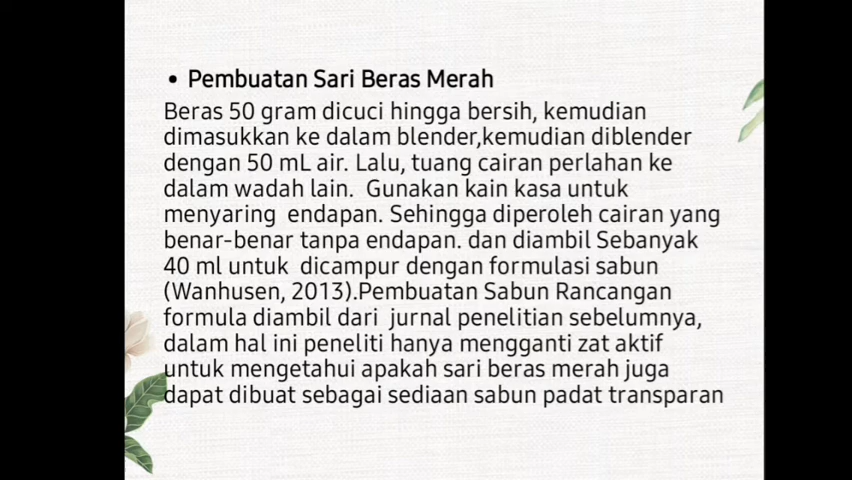 • Pembuatan Sari Beras Merah
Beras 50 gram dicuci hingga bersih, kemudian
dimasukkan ke dalam blender,kemudian diblender
dengan 50 mL air. Lalu, tuang cairan perlahan ke
dalam wadah lain.  Gunakan kain kasa untuk
menyaring  endapan. Sehingga diperoleh cairan yang
benar-benar tanpa endapan. dan diambil Sebanyak
40 ml untuk  dicampur dengan formulasi sabun
(Wanhusen, 2013).Pembuatan Sabun Rancangan
formula diambil dari  jurnal penelitian sebelumnya,
dalam hal ini peneliti hanya mengganti zat aktif
untuk mengetahui apakah sari beras merah juga
dapat dibuat sebagai sediaan sabun padat transparan